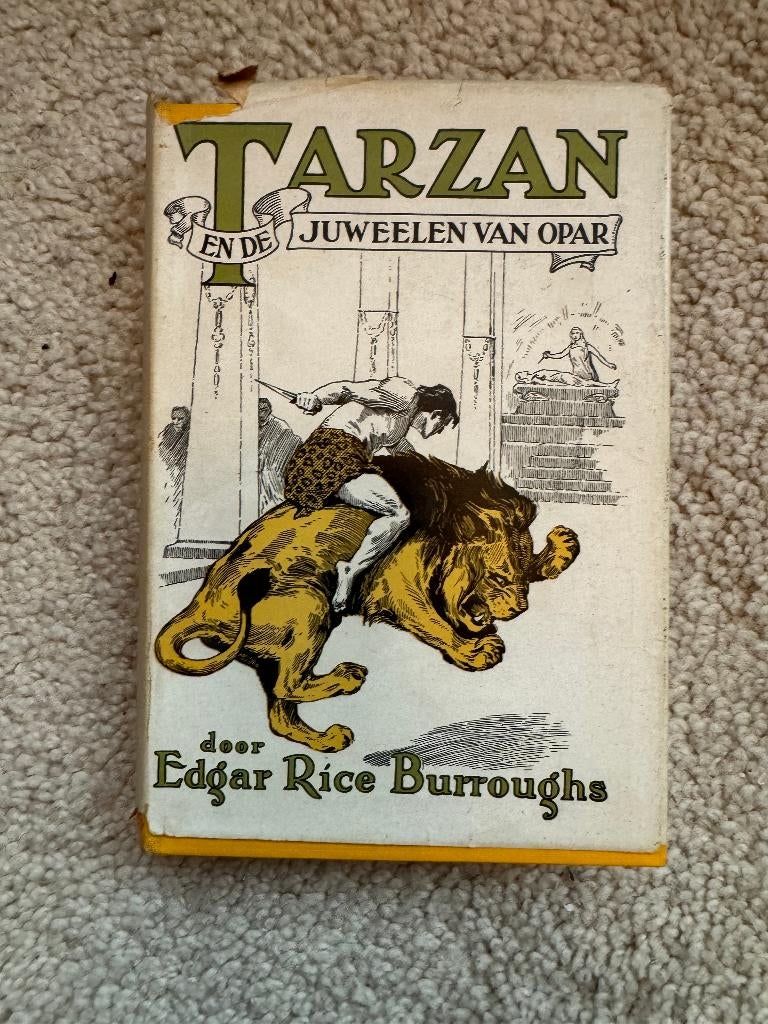 TARZAN
EN DE JUWEELEN VAN OPAR
door
Edgar Rice Burroughs